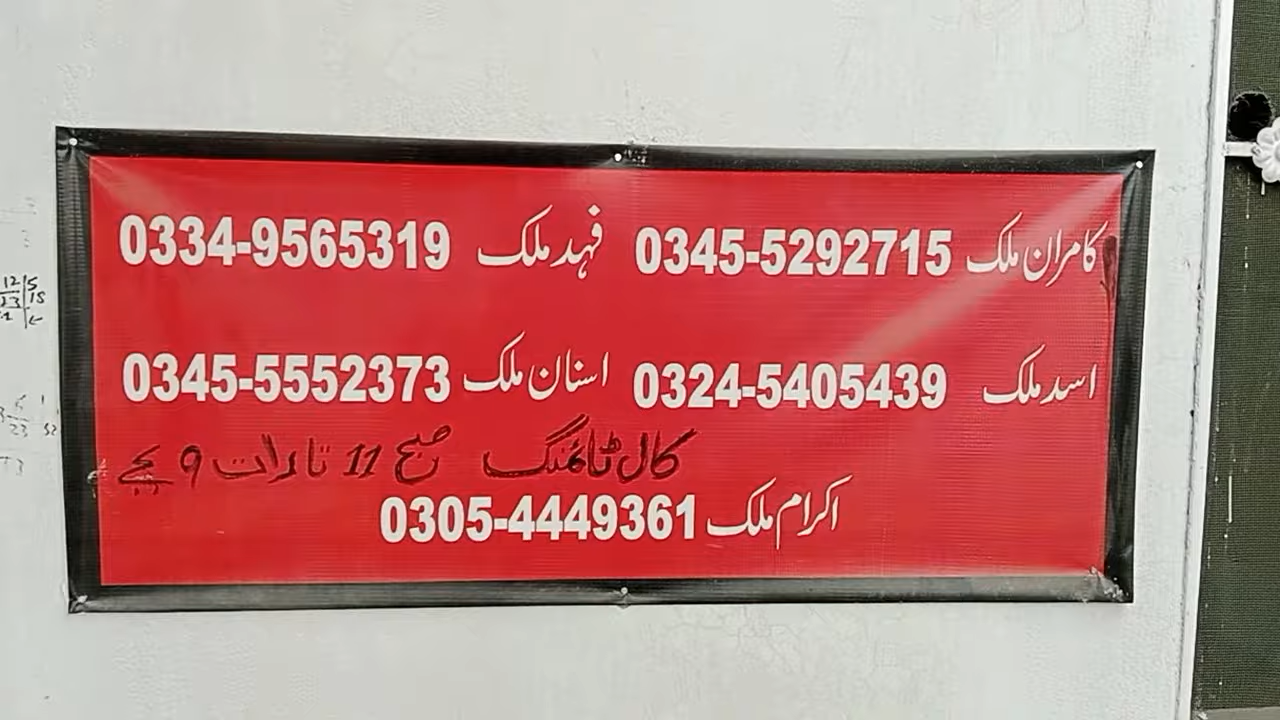 کامران ملک 0345-5292715 فہد ملک 0334-9565319
اسد ملک 0324-5405439 اسنان ملک 0345-5552373
کال ٹائمنگ صبح 11 تا رات 9 بجے
اکرام ملک 0305-4449361